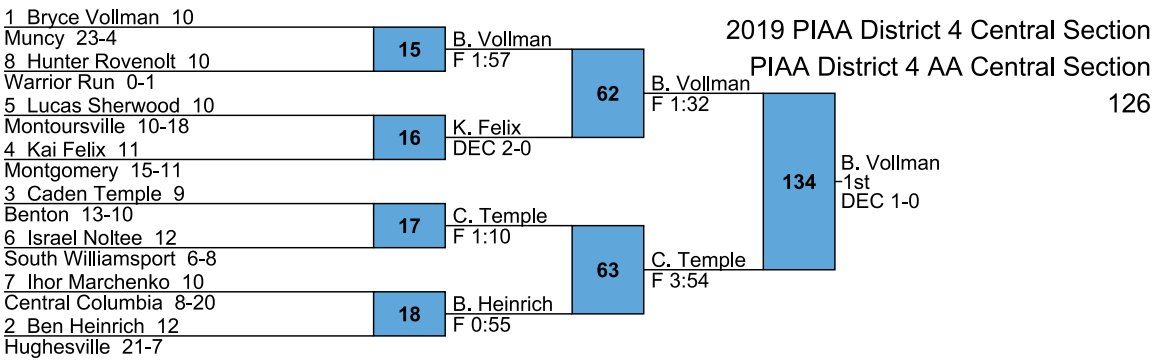 2019 PIAA District 4 Central Section
PIAA District 4 AA Central Section
126
1 Bryce Vollman 10
Muncy 23-4
8 Hunter Rovenolt 10
Warrior Run 0-1
5 Lucas Sherwood 10
Montoursville 10-18
4 Kai Felix 11
Montgomery 15-11
3 Caden Temple 9
Benton 13-10
6 Israel Noltee 12
South Williamsport 6-8
7 Ihor Marchenko 10
Central Columbia 8-20
2 Ben Heinrich 12
Hughesville 21-7
15
16
17
18
B. Vollman
F 1:57
K. Felix
DEC 2-0
C. Temple
F 1:10
B. Heinrich
F 0:55
62
63
B. Vollman
F 1:32
C. Temple
F 3:54
134
B. Vollman
1st
DEC 1-0